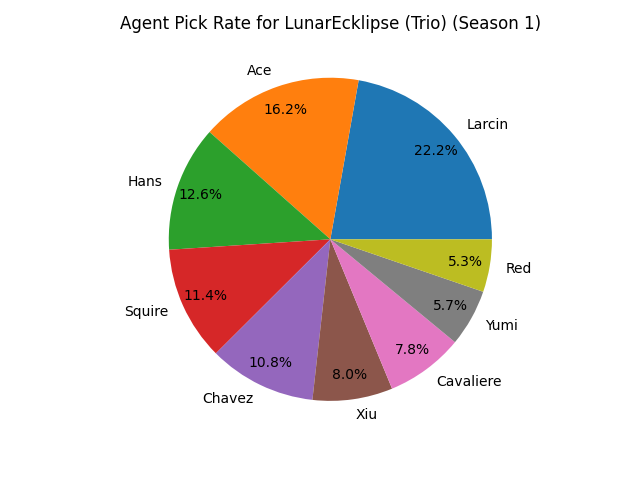 Agent Pick Rate for LunarEcklipse (Trio) (Season 1)
Ace
16.2%
Larcin
22.2%
Hans
12.6%
Squire
11.4%
Chavez
10.8%
Xiu
8.0%
Cavaliere
7.8%
Yumi
5.7%
Red
5.3%